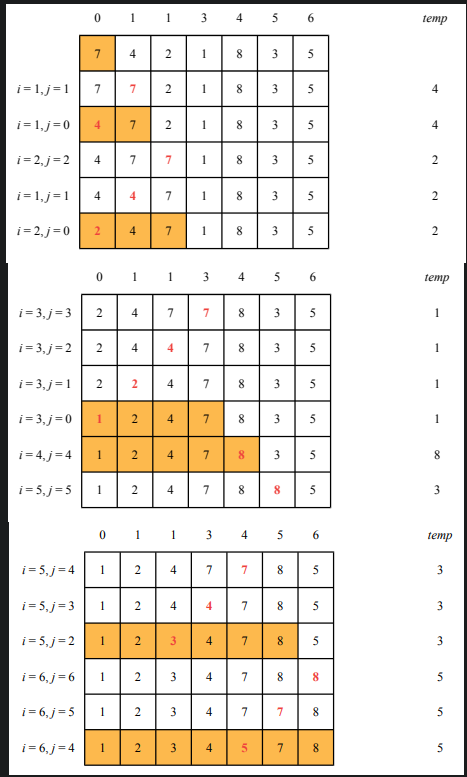 0 1 1 3 4 5 6 temp
7 4 2 1 8 3 5
i = 1, j = 1 7 7 2 1 8 3 5 4
i = 1, j = 0 4 7 2 1 8 3 5 4
i = 2, j = 2 4 7 7 1 8 3 5 2
i = 1, j = 1 4 4 7 1 8 3 5 2
i = 2, j = 0 2 4 7 1 8 3 5 2
0 1 1 3 4 5 6 temp
i = 3, j = 3 2 4 7 7 8 3 5 1
i = 3, j = 2 2 4 4 7 8 3 5 1
i = 3, j = 1 2 2 4 7 8 3 5 1
i = 3, j = 0 1 2 4 7 8 3 5 1
i = 4, j = 4 1 2 4 7 8 3 5 8
i = 5, j = 5 1 2 4 7 8 8 5 3
0 1 1 3 4 5 6 temp
i = 5, j = 4 1 2 4 7 7 8 5 3
i = 5, j = 3 1 2 4 4 7 8 5 3
i = 5, j = 2 1 2 3 4 7 8 5 3
i = 6, j = 6 1 2 3 4 7 8 8 5
i = 6, j = 5 1 2 3 4 7 7 8 5
i = 6, j = 4 1 2 3 4 5 7 8 5